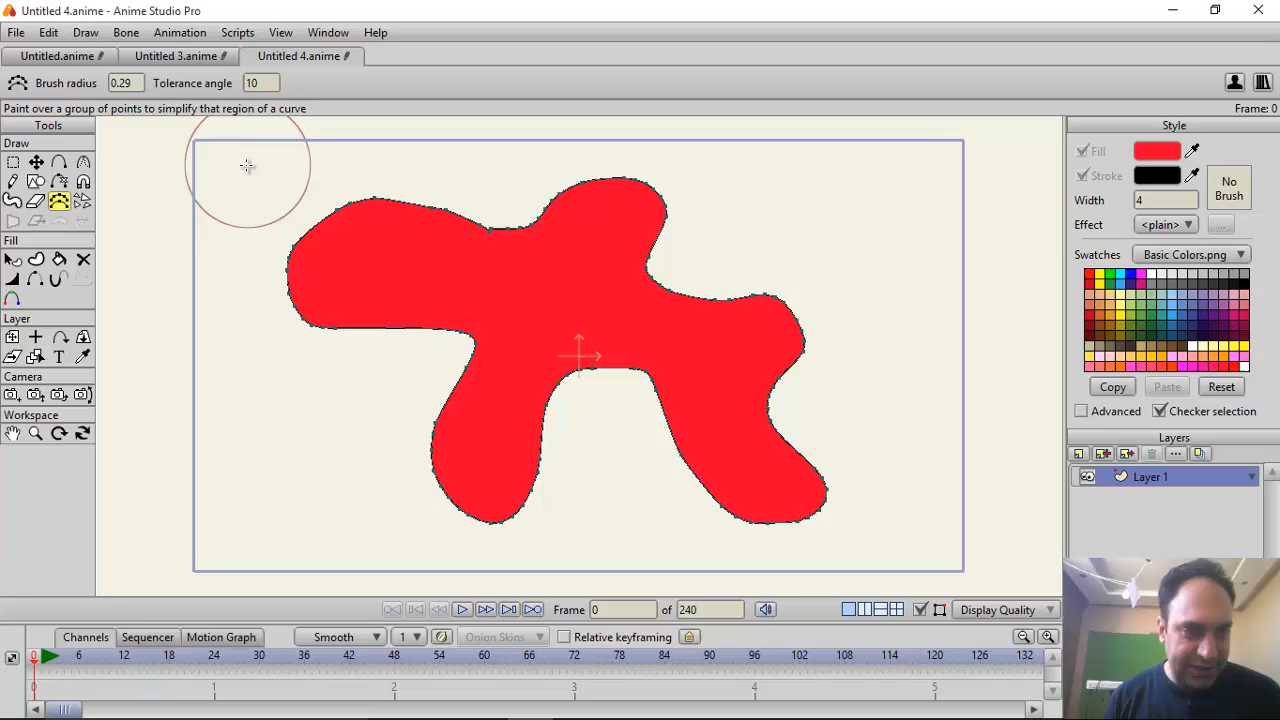 Untitled 4.anime - Anime Studio Pro
File Edit Draw Bone Animation Scripts View Window Help
Untitled.anime Untitled 3.anime Untitled 4.anime
Brush radius 0.29 Tolerance angle 10
Paint over a group of points to simplify that region of a curve Frame: 0
Tools Style
Draw
Fill
Stroke
No Brush
Width 4
Effect <plain> ...
Swatches Basic Colors.png
Fill
Layer
Camera
Workspace
Copy Paste Reset
Advanced Checker selection
Layers
Layer 1
Frame 0 of 240 Display Quality
Channels Sequencer Motion Graph Smooth 1 Onion Skins Relative keyframing
0 6 12 18 24 30 36 42 48 54 60 66 72 78 84 90 96 102 108 114 120 126 132
0 1 2 3 4 5